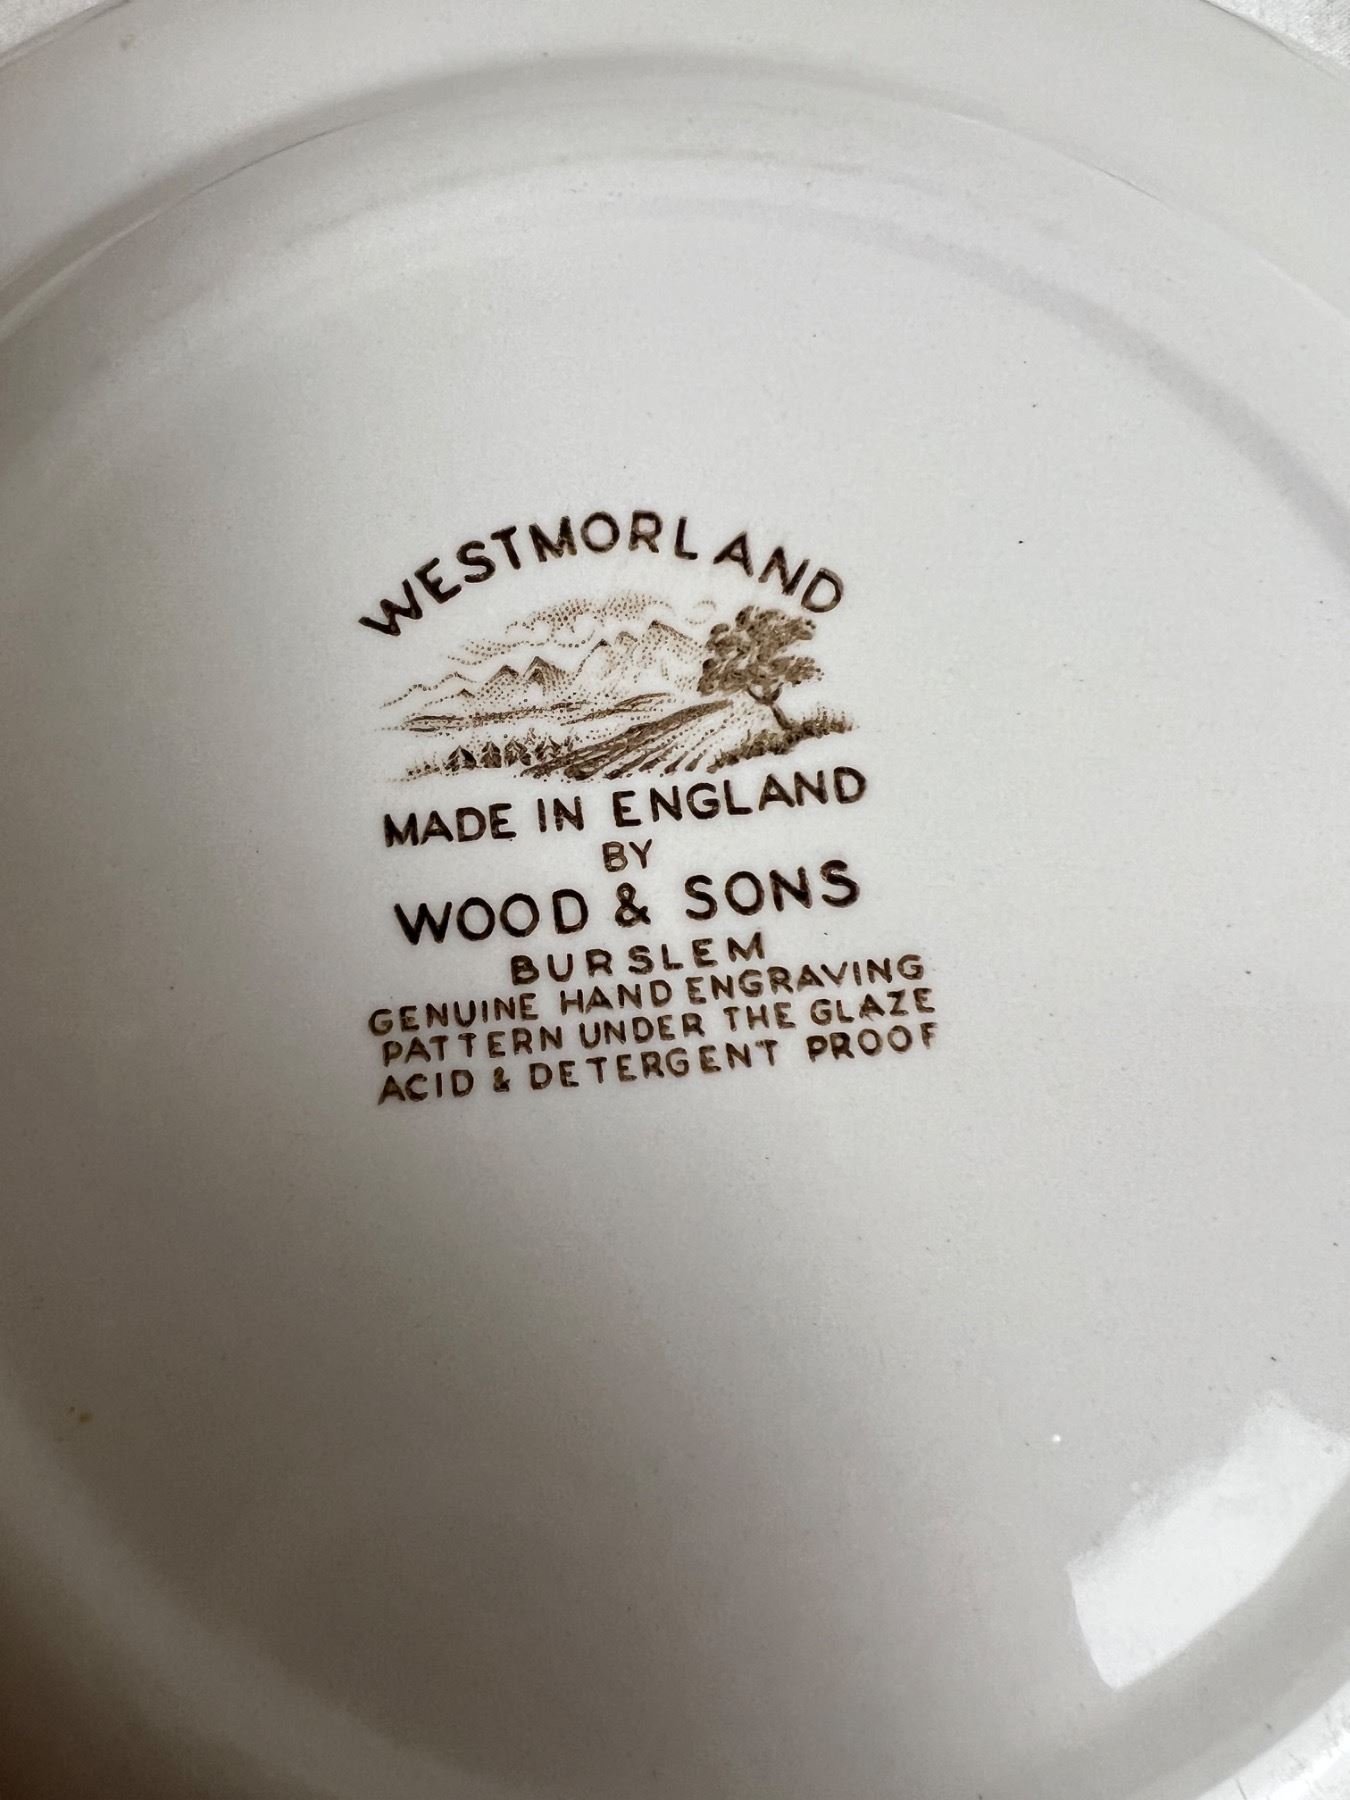 WESTMORLAND
MADE IN ENGLAND
BY
WOOD & SONS
BURSLEM
GENUINE HAND ENGRAVING
PATTERN UNDER THE GLAZE
ACID & DETERGENT PROOF